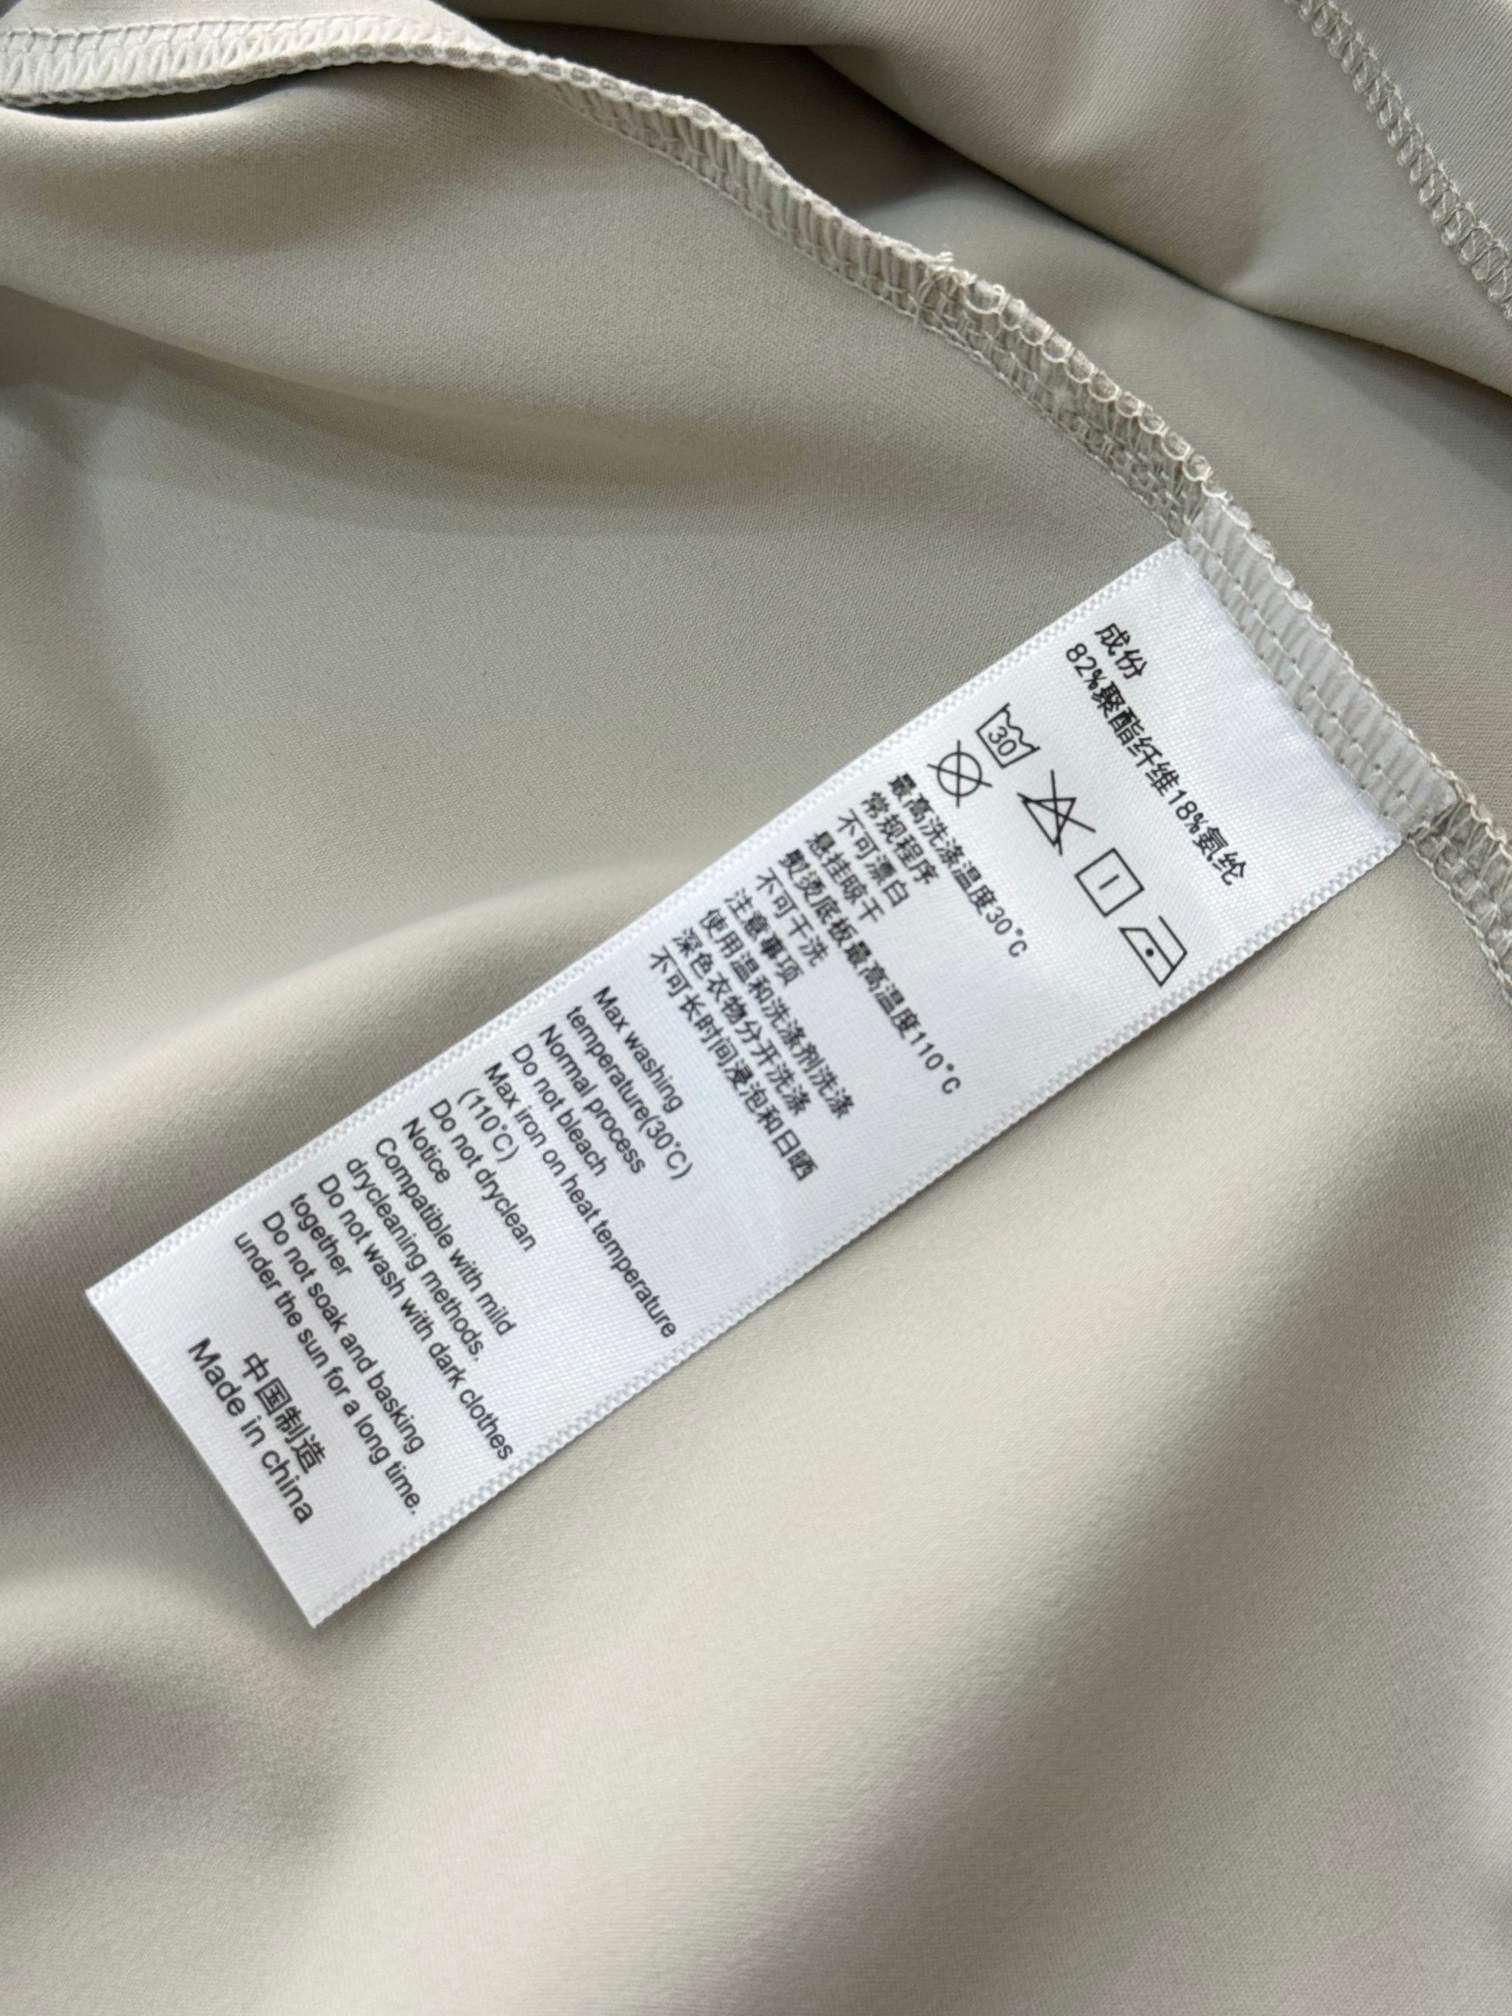 成份
82%聚酯纤维18%氨纶
30
最高洗涤温度30°C
常规程序
不可漂白
悬挂晾干
熨烫底板最高温度110°C
不可干洗
注意事项
使用温和洗涤剂洗涤
深色衣物分开洗涤
不可长时间浸泡和日晒
Max washing
temperature(30°C)
Normal process
Do not bleach
Max iron on heat temperature
(110°C)
Do not dryclean
Notice
Compatible with mild
drycleaning methods.
Do not wash with dark clothes
together
Do not soak and basking
under the sun for a long time.
中国制造
Made in china